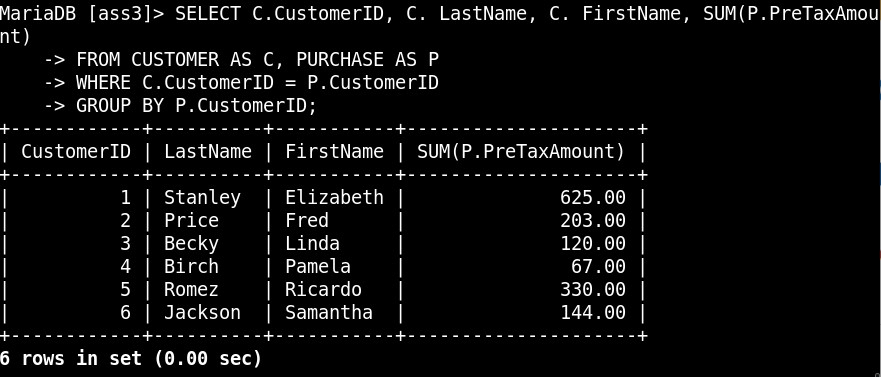 MariaDB [ass3]> SELECT C.CustomerID, C. LastName, C. FirstName, SUM(P.PreTaxAmou
nt)
    -> FROM CUSTOMER AS C, PURCHASE AS P
    -> WHERE C.CustomerID = P.CustomerID
    -> GROUP BY P.CustomerID;
+------------+----------+-----------+---------------------+
| CustomerID | LastName | FirstName | SUM(P.PreTaxAmount) |
+------------+----------+-----------+---------------------+
|          1 | Stanley  | Elizabeth |              625.00 |
|          2 | Price    | Fred      |              203.00 |
|          3 | Becky    | Linda     |              120.00 |
|          4 | Birch    | Pamela    |               67.00 |
|          5 | Romez    | Ricardo   |              330.00 |
|          6 | Jackson  | Samantha  |              144.00 |
+------------+----------+-----------+---------------------+
6 rows in set (0.00 sec)